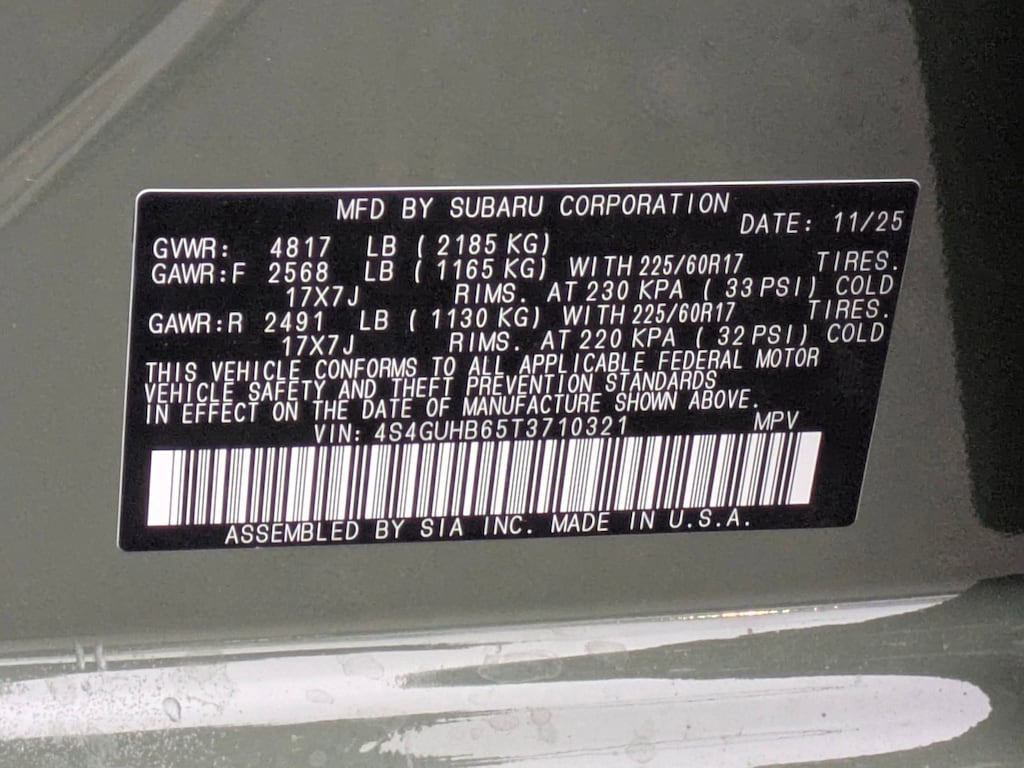 MFD BY SUBARU CORPORATION
DATE: 11/25
GVWR: 4817 LB ( 2185 KG)
GAWR:F 2568 LB ( 1165 KG) WITH 225/60R17 TIRES.
17X7J RIMS. AT 230 KPA ( 33 PSI) COLD
GAWR:R 2491 LB ( 1130 KG) WITH 225/60R17 TIRES.
17X7J RIMS. AT 220 KPA ( 32 PSI) COLD
THIS VEHICLE CONFORMS TO ALL APPLICABLE FEDERAL MOTOR
VEHICLE SAFETY AND THEFT PREVENTION STANDARDS
IN EFFECT ON THE DATE OF MANUFACTURE SHOWN ABOVE.
VIN: 4S4GUHB65T3710321 MPV
ASSEMBLED BY SIA INC. MADE IN U.S.A.